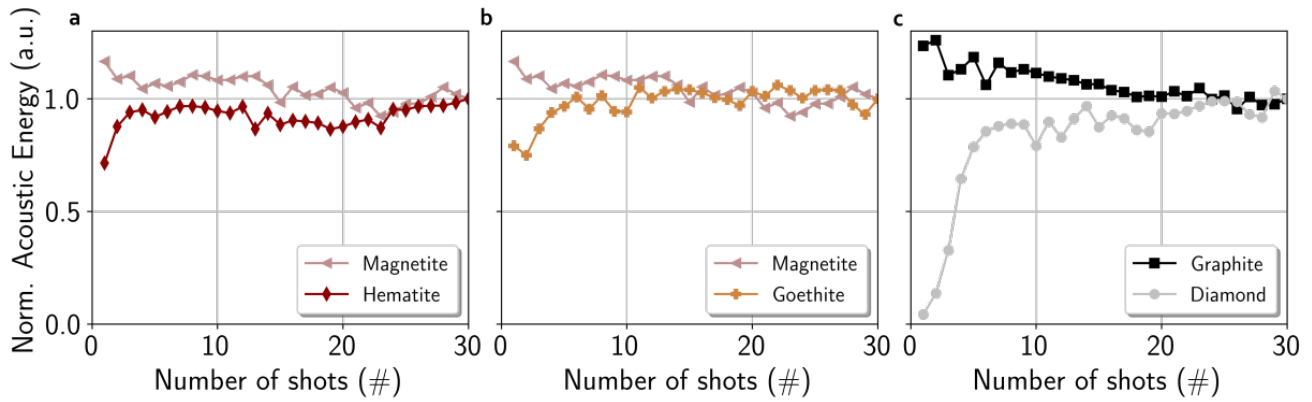 a
b
c
Norm. Acoustic Energy (a.u.)
1.0
0.5
0.0
Magnetite
Hematite
0
10
20
30
Number of shots (#)
Magnetite
Goethite
0
10
20
30
Number of shots (#)
Graphite
Diamond
0
10
20
30
Number of shots (#)